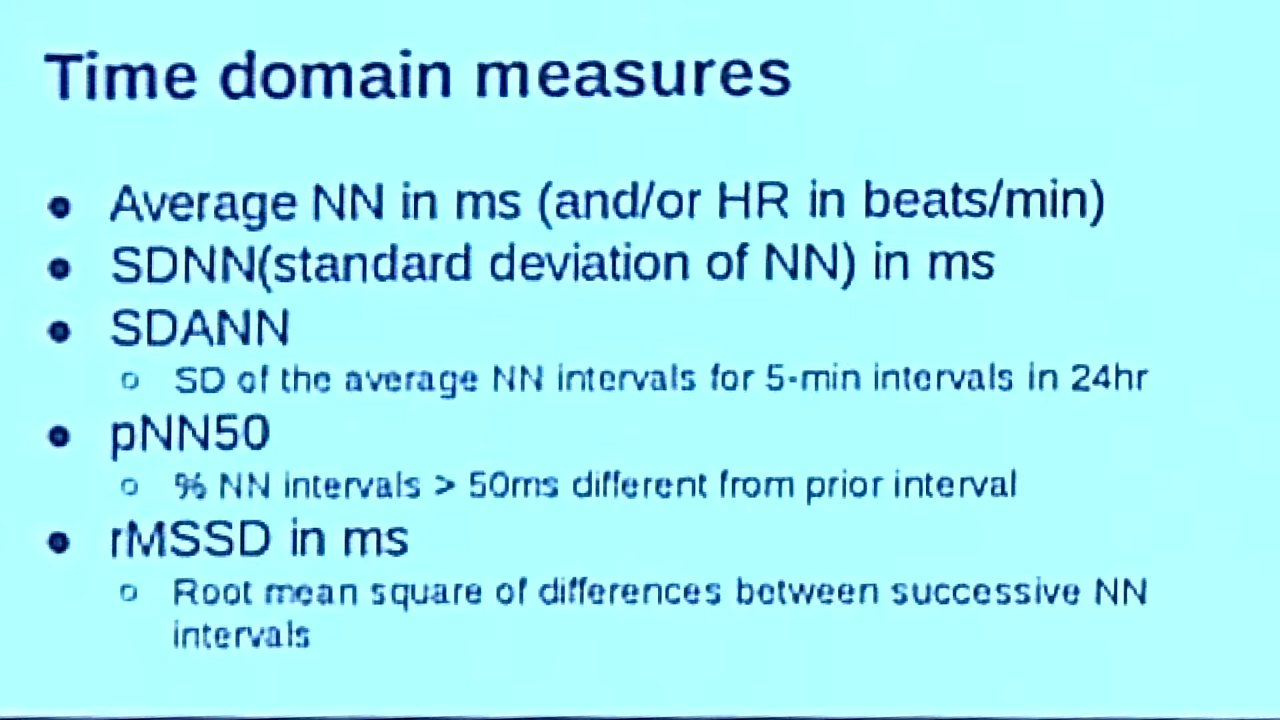 Time domain measures
● Average NN in ms (and/or HR in beats/min)
● SDNN(standard deviation of NN) in ms
● SDANN
○ SD of the average NN intervals for 5-min intervals in 24hr
● pNN50
○ % NN intervals > 50ms different from prior interval
● rMSSD in ms
○ Root mean square of differences between successive NN
intervals